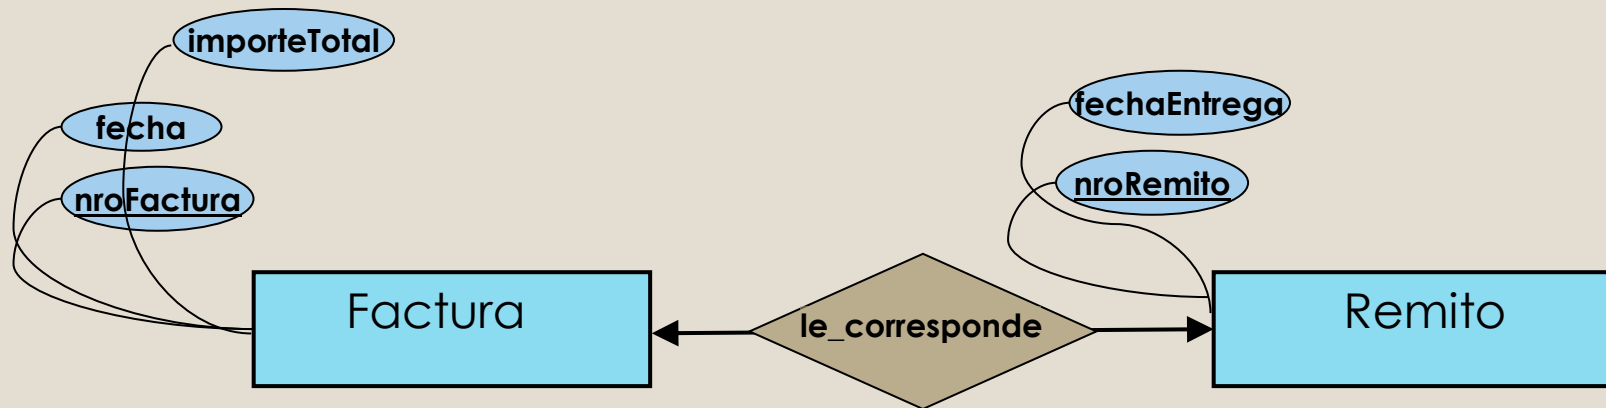 importeTotal
fecha
nroFactura
fechaEntrega
nroRemito
Factura
le_corresponde
Remito